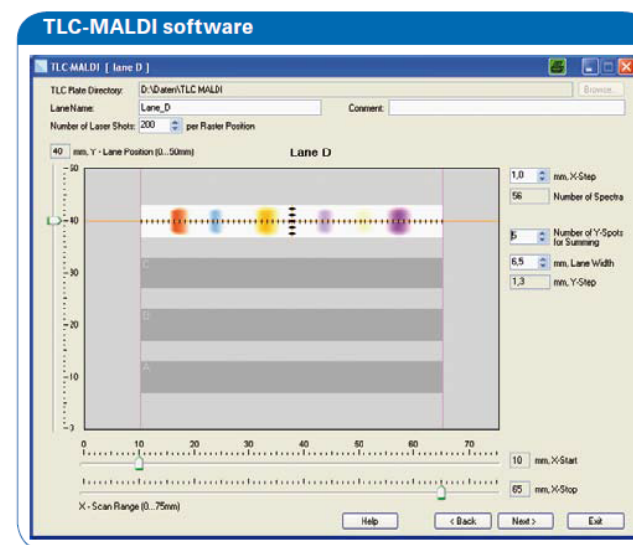 TLC-MALDI software
TLC-MALDI [ lane D ]
TLC Plate Directory: D:\Daten\TLC MALDI Browse...
Lane Name: Lane_D Comment:
Number of Laser Shots: 200 per Raster Position
40 mm, Y - Lane Position (0...50mm) Lane D
50
40
30
20
10
0
C
B
A
1,0 mm, X-Step
56 Number of Spectra
5 Number of Y-Spots
for Summing
6,5 mm, Lane Width
1,3 mm, Y-Step
0 10 20 30 40 50 60 70
10 mm, X-Start
65 mm, X-Stop
X - Scan Range (0...75mm)
Help < Back Next > Exit